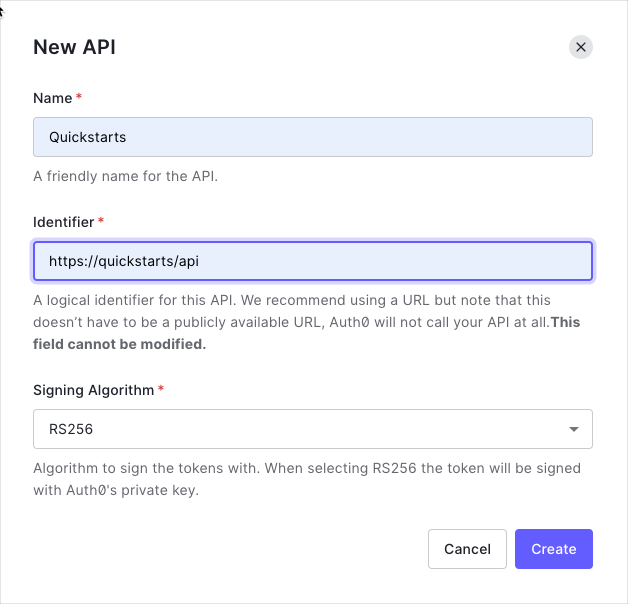 New API
Name *
Quickstarts
A friendly name for the API.
Identifier *
https://quickstarts/api
A logical identifier for this API. We recommend using a URL but note that this
doesn’t have to be a publicly available URL, Auth0 will not call your API at all.This
field cannot be modified.
Signing Algorithm *
RS256
Algorithm to sign the tokens with. When selecting RS256 the token will be signed
with Auth0's private key.
Cancel
Create